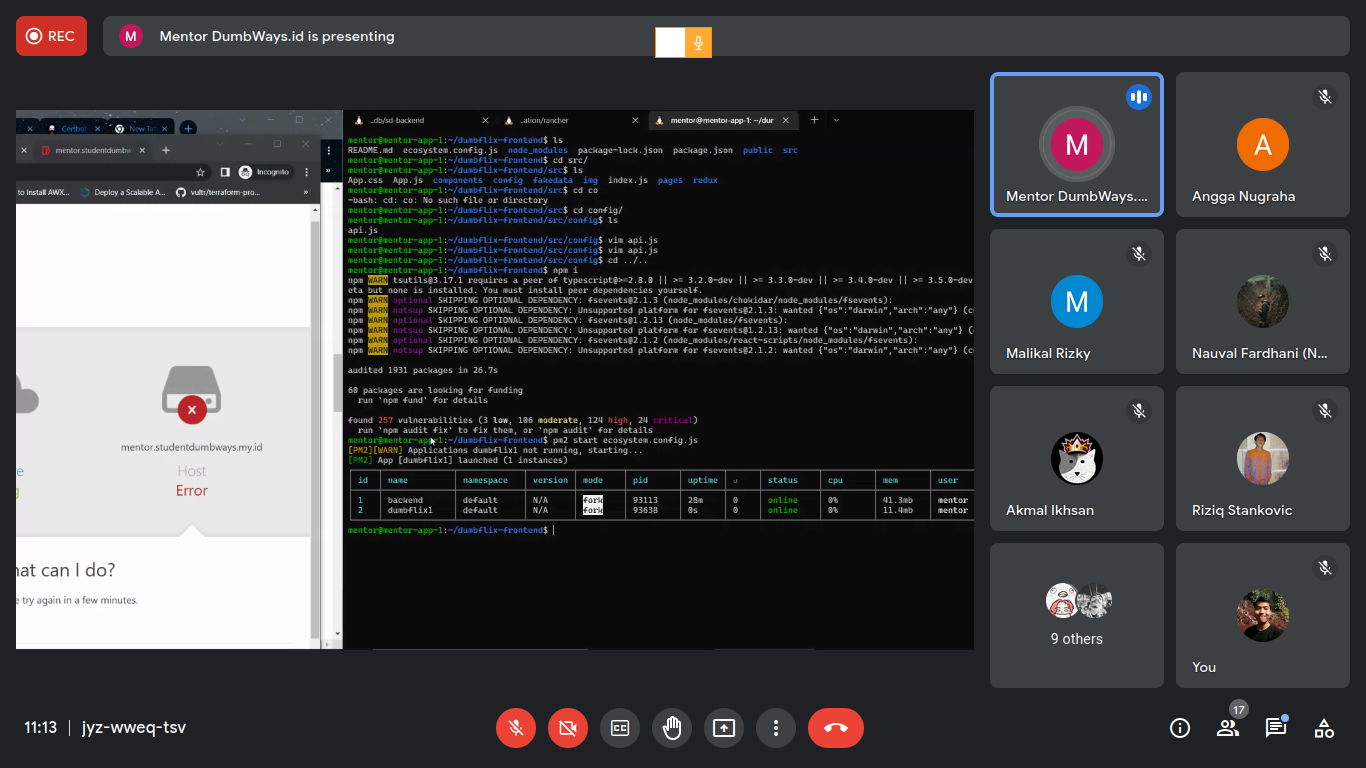 REC
M
Mentor DumbWays.id is presenting
Certbot
New Ta
mentor.studentdumbw
Incognito
to Install AWX...
Deploy a Scalable A...
vultr/terraform-pro...
mentor.studentdumbways.my.id
Host
Error
hat can I do?
e try again in a few minutes.
..db/sd-backend
..ation/rancher
mentor@mentor-app-1: ~/dur
mentor@mentor-app-1:~/dumbflix-frontend$ ls
README.md ecosystem.config.js node_modules package-lock.json package.json public src
mentor@mentor-app-1:~/dumbflix-frontend$ cd src/
mentor@mentor-app-1:~/dumbflix-frontend/src$ ls
App.css App.js components config fakedata img index.js pages redux
mentor@mentor-app-1:~/dumbflix-frontend/src$ cd co
-bash: cd: co: No such file or directory
mentor@mentor-app-1:~/dumbflix-frontend/src$ cd config/
mentor@mentor-app-1:~/dumbflix-frontend/src/config$ ls
api.js
mentor@mentor-app-1:~/dumbflix-frontend/src/config$ vim api.js
mentor@mentor-app-1:~/dumbflix-frontend/src/config$ vim api.js
mentor@mentor-app-1:~/dumbflix-frontend/src/config$ cd ../..
mentor@mentor-app-1:~/dumbflix-frontend$ npm i
npm WARN tsutils@3.17.1 requires a peer of typescript@>=2.8.0 || >= 3.2.0-dev || >= 3.3.0-dev || >= 3.4.0-dev || >= 3.5.0-dev
eta but none is installed. You must install peer dependencies yourself.
npm WARN optional SKIPPING OPTIONAL DEPENDENCY: fsevents@2.1.3 (node_modules/chokidar/node_modules/fsevents):
npm WARN notsup SKIPPING OPTIONAL DEPENDENCY: Unsupported platform for fsevents@2.1.3: wanted {"os":"darwin","arch":"any"} (c
npm WARN optional SKIPPING OPTIONAL DEPENDENCY: fsevents@1.2.13 (node_modules/fsevents):
npm WARN notsup SKIPPING OPTIONAL DEPENDENCY: Unsupported platform for fsevents@1.2.13: wanted {"os":"darwin","arch":"any"} (
npm WARN optional SKIPPING OPTIONAL DEPENDENCY: fsevents@2.1.2 (node_modules/react-scripts/node_modules/fsevents):
npm WARN notsup SKIPPING OPTIONAL DEPENDENCY: Unsupported platform for fsevents@2.1.2: wanted {"os":"darwin","arch":"any"} (c
audited 1931 packages in 26.7s
60 packages are looking for funding
run `npm fund` for details
found 257 vulnerabilities (3 low, 106 moderate, 124 high, 24 critical)
run `npm audit fix` to fix them, or `npm audit` for details
mentor@mentor-app-1:~/dumbflix-frontend$ pm2 start ecosystem.config.js
[PM2][WARN] Applications dumbflix1 not running, starting...
[PM2] App [dumbflix1] launched (1 instances)
id name namespace version mode pid uptime ↺ status cpu mem user
1 backend default N/A fork 93113 28m 0 online 0% 41.3mb mentor
2 dumbflix1 default N/A fork 93638 0s 0 online 0% 11.4mb mentor
mentor@mentor-app-1:~/dumbflix-frontend$
M
Mentor DumbWays....
A
Angga Nugraha
M
Malikal Rizky
Nauval Fardhani (N...
Akmal Ikhsan
Riziq Stankovic
9 others
You
11:13 | jyz-wweq-tsv
17